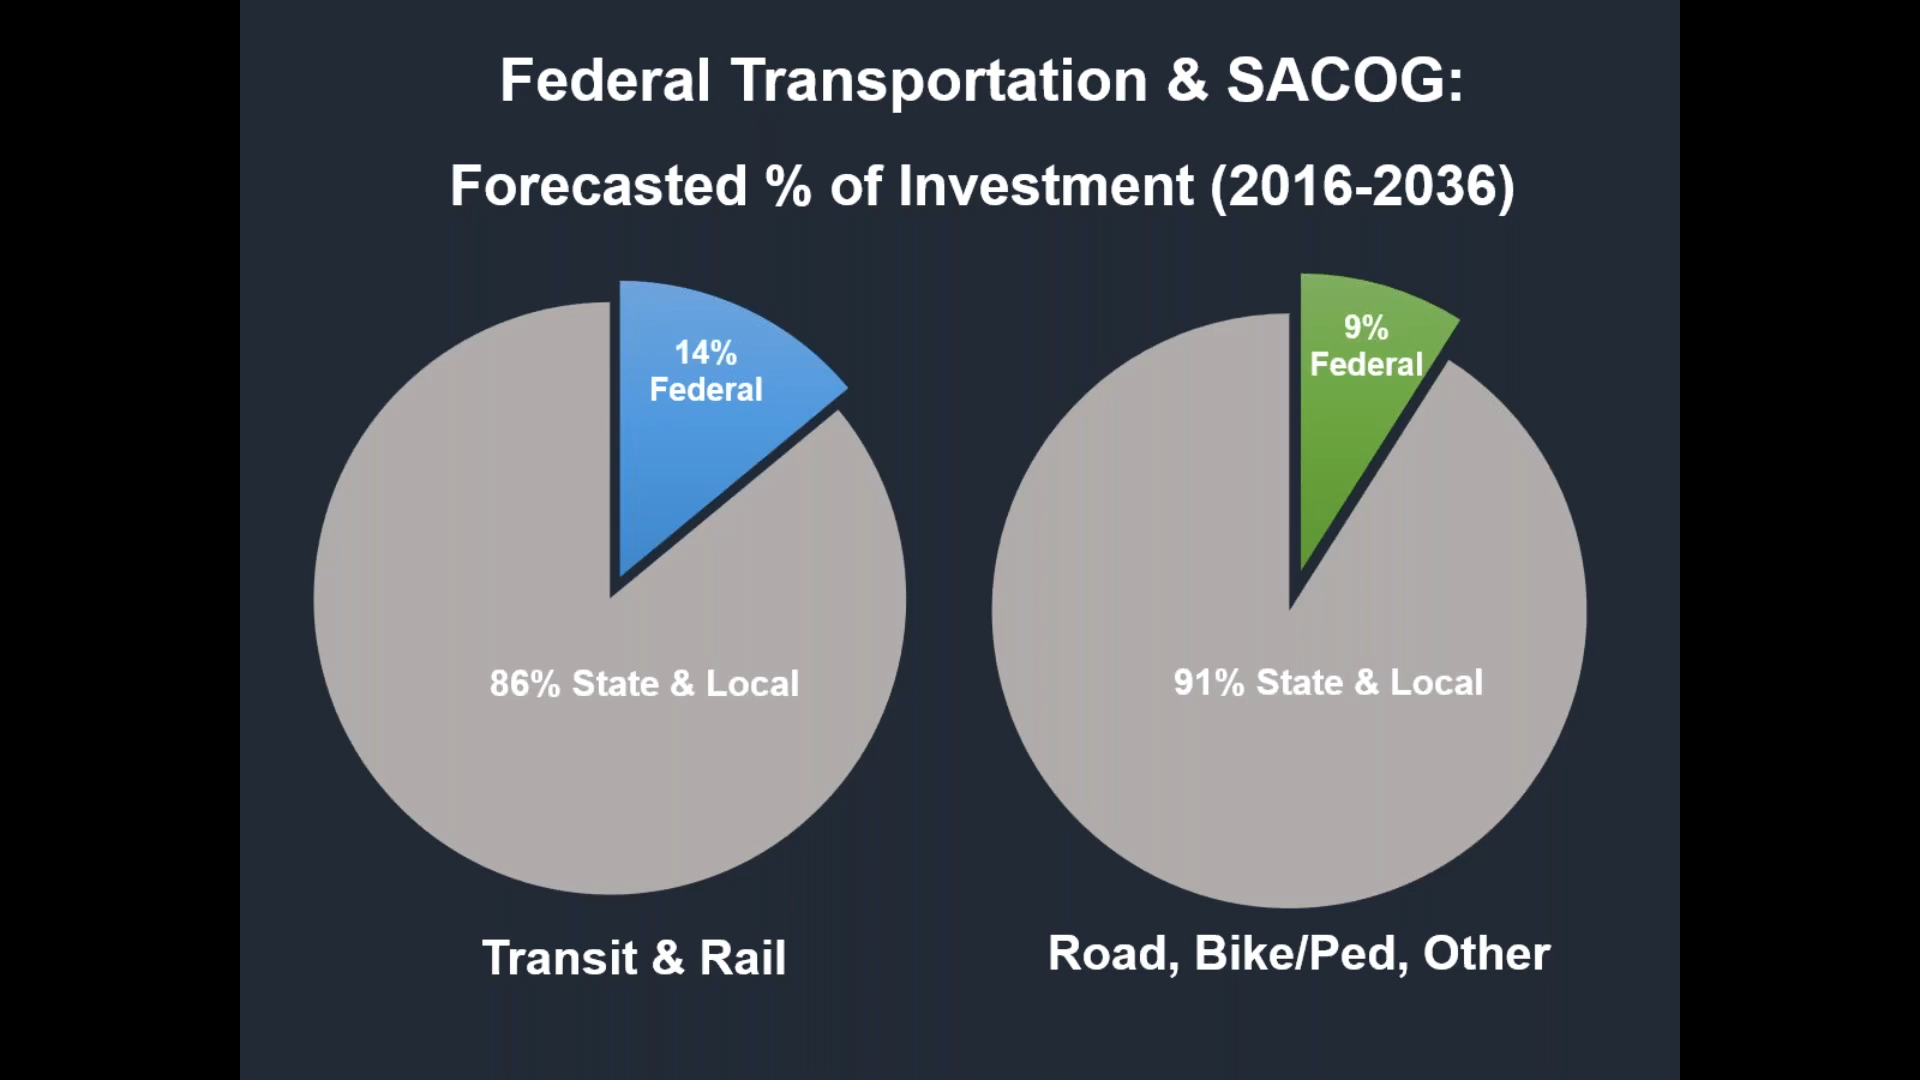 Federal Transportation & SACOG:
Forecasted % of Investment (2016-2036)
14%
Federal
86% State & Local
Transit & Rail
9%
Federal
91% State & Local
Road, Bike/Ped, Other